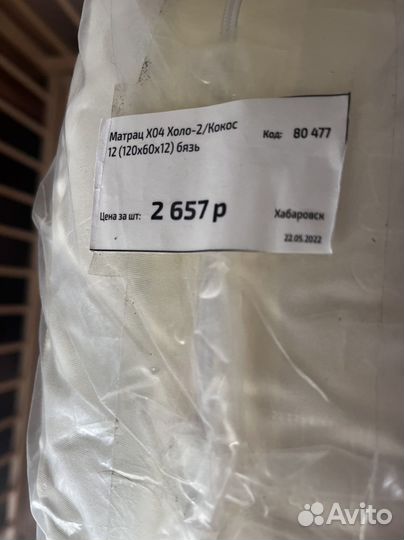 Матрац Х04 Холо-2/Кокос Код: 80 477
12 (120х60х12) бязь
Цена за шт: 2 657 р Хабаровск
22.05.2022
Avito